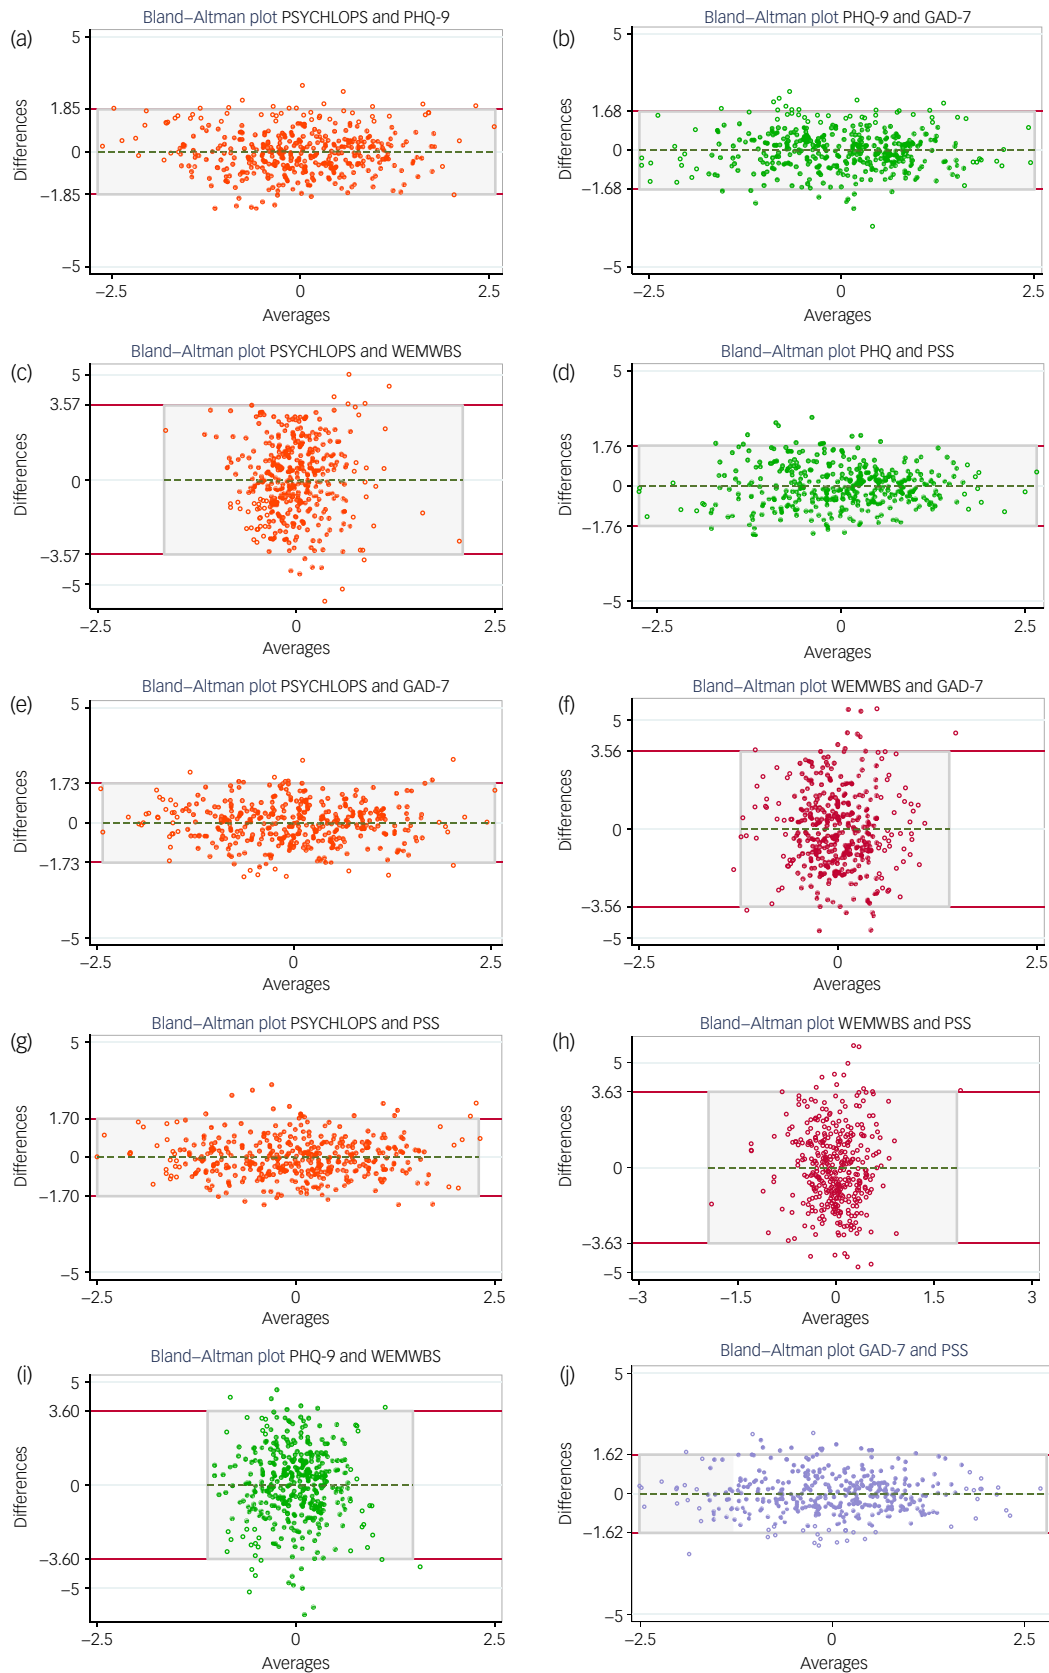 Bland–Altman plot PSYCHLOPS and PHQ-9
(a)
5
1.85
0
−1.85
−5
Differences
−2.5 0 2.5
Averages
Bland–Altman plot PHQ-9 and GAD-7
(b)
5
1.68
0
−1.68
−5
Differences
−2.5 0 2.5
Averages
Bland–Altman plot PSYCHLOPS and WEMWBS
(c)
5
3.57
0
−3.57
−5
Differences
−2.5 0 2.5
Averages
Bland–Altman plot PHQ and PSS
(d)
5
1.76
0
−1.76
−5
Differences
−2.5 0 2.5
Averages
Bland–Altman plot PSYCHLOPS and GAD-7
(e)
5
1.73
0
−1.73
−5
Differences
−2.5 0 2.5
Averages
Bland–Altman plot WEMWBS and GAD-7
(f)
5
3.56
0
−3.56
−5
Differences
−2.5 0 2.5
Averages
Bland–Altman plot PSYCHLOPS and PSS
(g)
5
1.70
0
−1.70
−5
Differences
−2.5 0 2.5
Averages
Bland–Altman plot WEMWBS and PSS
(h)
5
3.63
0
−3.63
−5
Differences
−3 −1.5 0 1.5 3
Averages
Bland–Altman plot PHQ-9 and WEMWBS
(i)
5
3.60
0
−3.60
−5
Differences
−2.5 0 2.5
Averages
Bland–Altman plot GAD-7 and PSS
(j)
5
1.62
0
−1.62
−5
Differences
−2.5 0 2.5
Averages